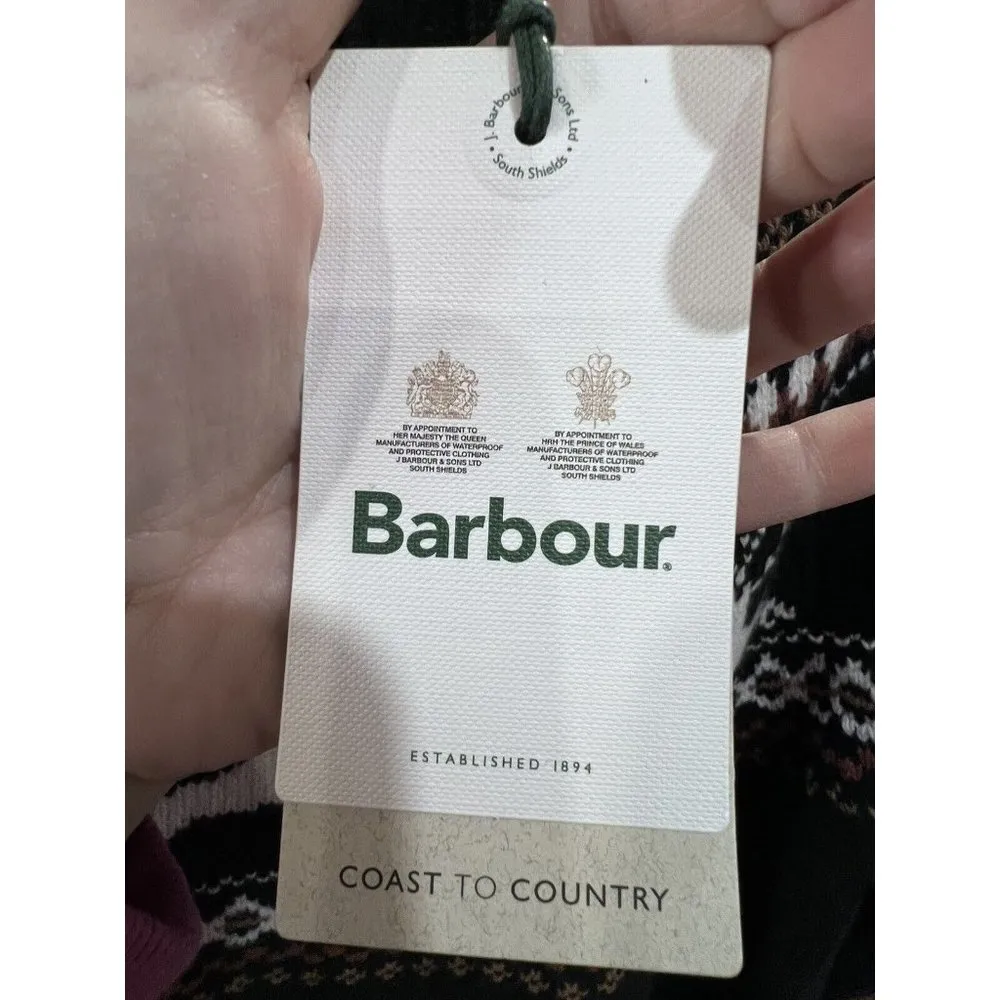 J. Barbour Sons Ltd
• South Shields •
BY APPOINTMENT TO
HER MAJESTY THE QUEEN
MANUFACTURERS OF WATERPROOF
AND PROTECTIVE CLOTHING
J BARBOUR & SONS LTD
SOUTH SHIELDS
BY APPOINTMENT TO
HRH THE PRINCE OF WALES
MANUFACTURERS OF WATERPROOF
AND PROTECTIVE CLOTHING
J BARBOUR & SONS LTD
SOUTH SHIELDS
Barbour®
ESTABLISHED 1894
COAST TO COUNTRY